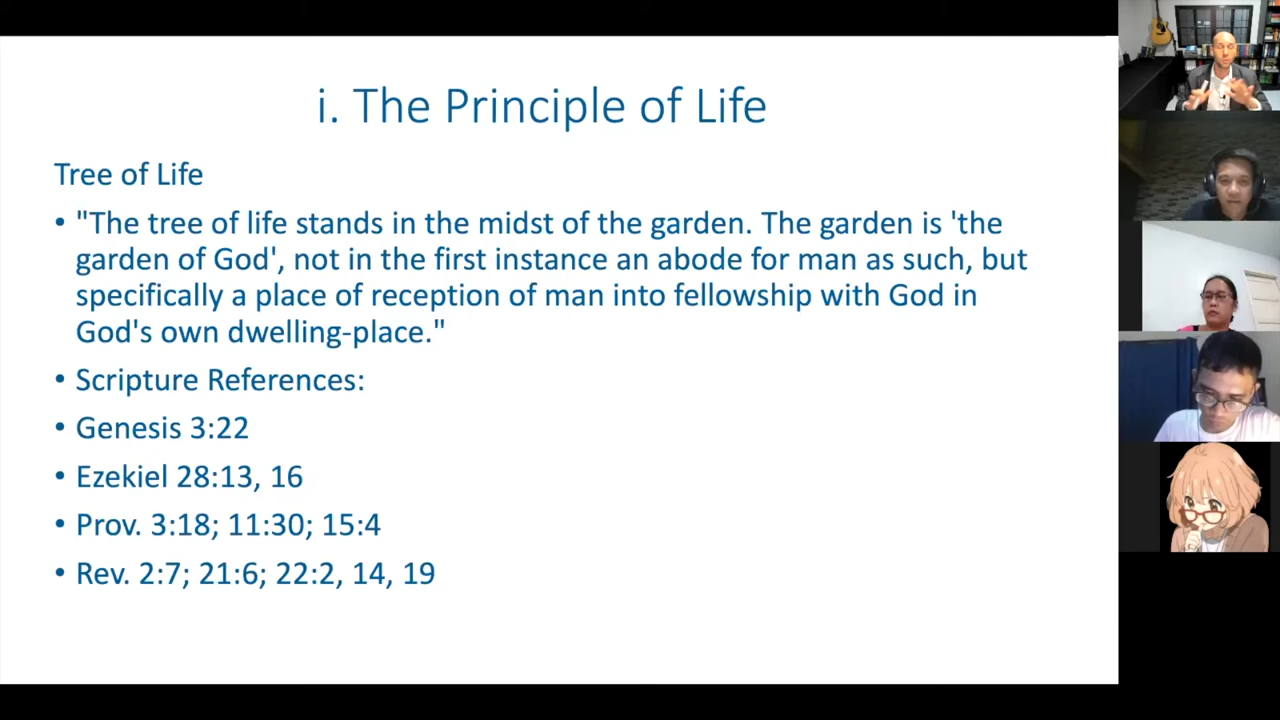 i. The Principle of Life
Tree of Life
• "The tree of life stands in the midst of the garden. The garden is 'the
garden of God', not in the first instance an abode for man as such, but
specifically a place of reception of man into fellowship with God in
God's own dwelling-place."
• Scripture References:
• Genesis 3:22
• Ezekiel 28:13, 16
• Prov. 3:18; 11:30; 15:4
• Rev. 2:7; 21:6; 22:2, 14, 19